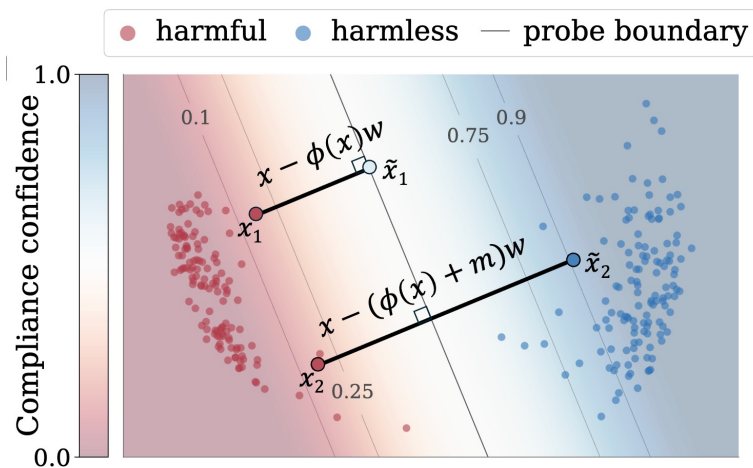 harmful harmless probe boundary
1.0
Compliance confidence
0.0
0.1
0.75
0.9
x − ϕ(x)w
x̃₁
x₁
x − (ϕ(x) + m)w
x̃₂
x₂
0.25